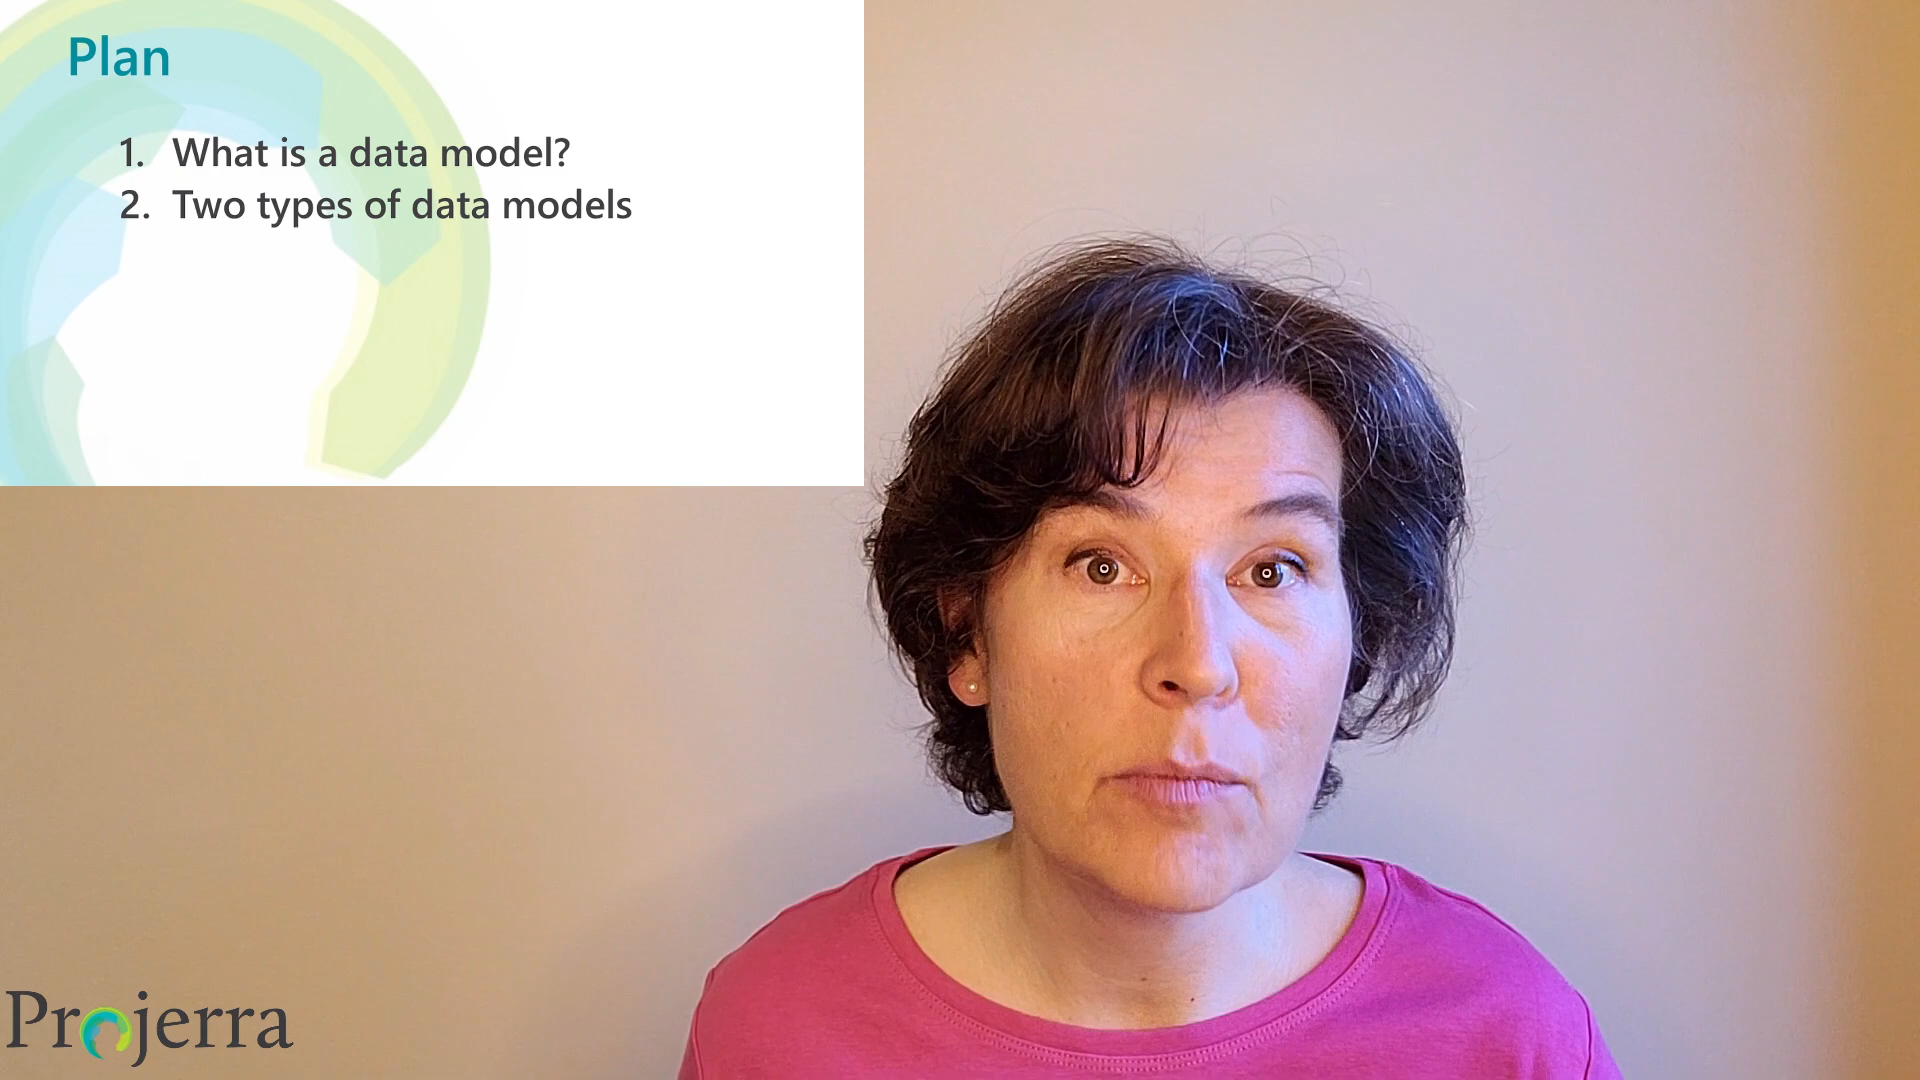 Plan
1. What is a data model?
2. Two types of data models
Projerra